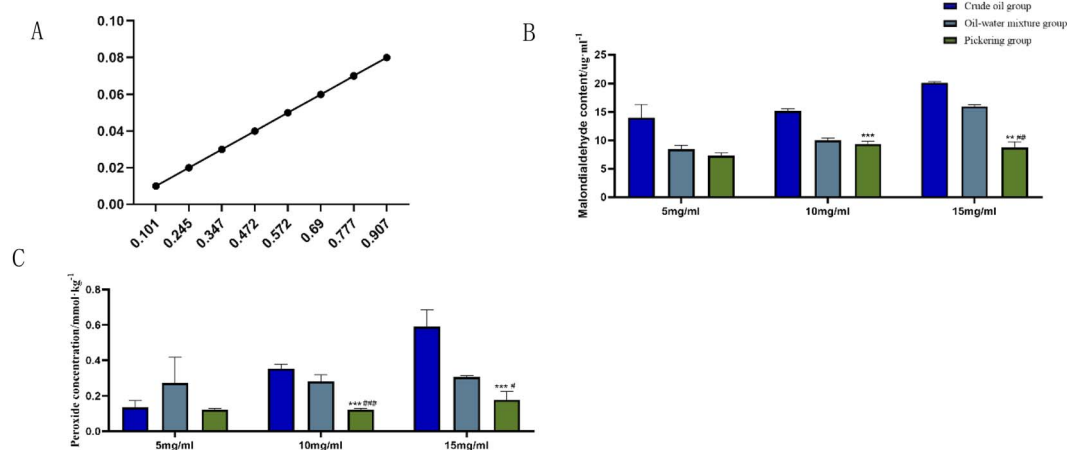 A
0.10
0.08
0.06
0.04
0.02
0.00
0.101
0.245
0.347
0.472
0.572
0.69
0.777
0.907
B
Crude oil group
Oil-water mixture group
Pickering group
Malondialdehyde content/ug·ml⁻¹
25
20
15
10
5
0
***
**##
5mg/ml
10mg/ml
15mg/ml
C
Peroxide concentration/mmol·kg⁻¹
0.8
0.6
0.4
0.2
0.0
***###
***#
5mg/ml
10mg/ml
15mg/ml